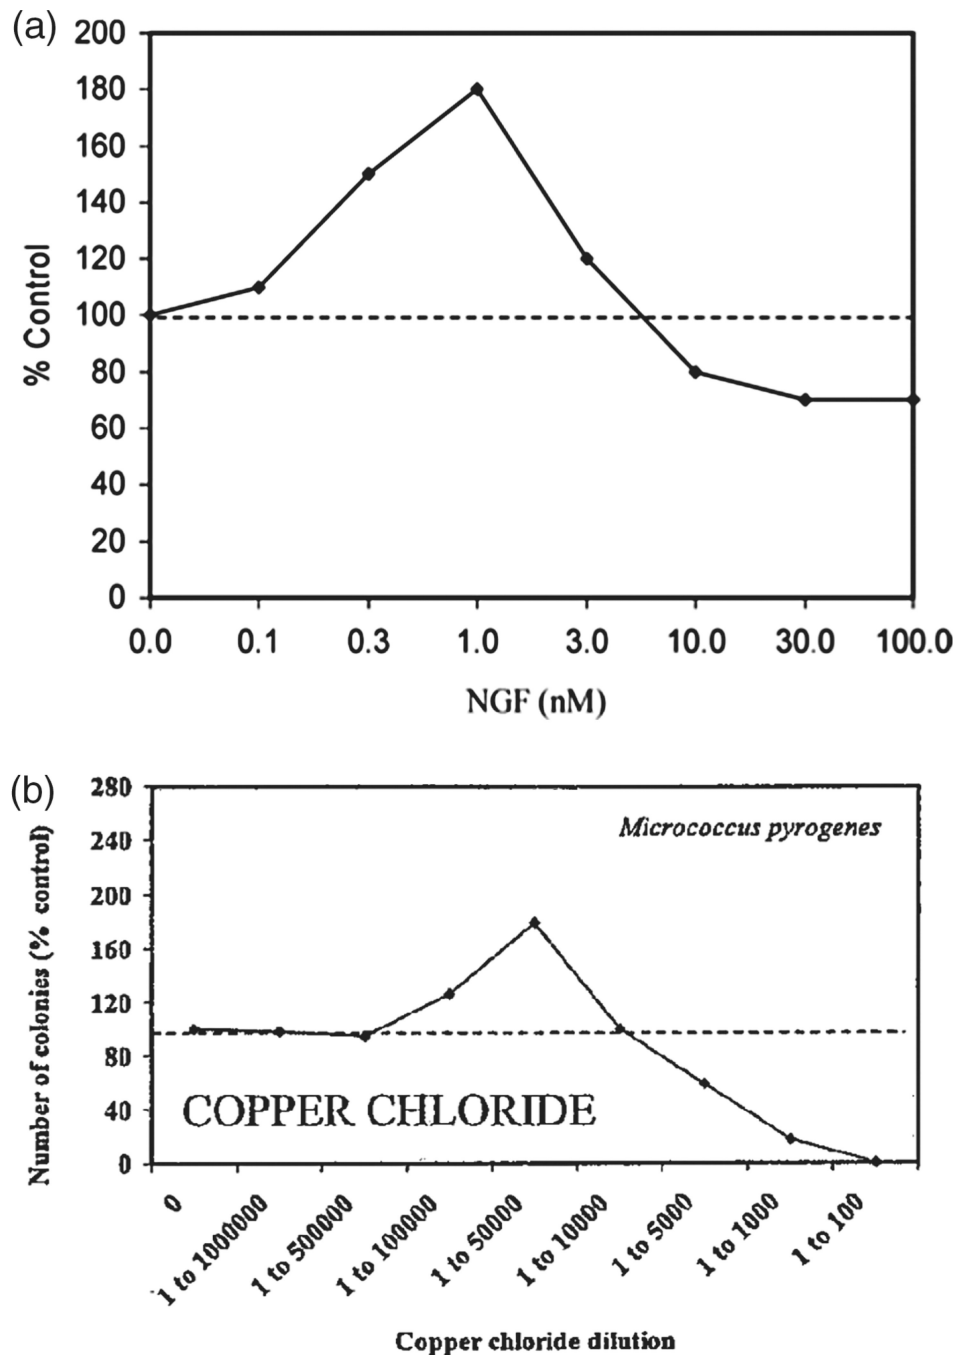 (a)
200
180
160
140
120
100
80
60
40
20
0
% Control
0.0 0.1 0.3 1.0 3.0 10.0 30.0 100.0
NGF (nM)
(b)
280
240
200
160
120
80
40
0
Number of colonies (% control)
Micrococcus pyrogenes
COPPER CHLORIDE
0
1 to 1000000
1 to 500000
1 to 100000
1 to 50000
1 to 10000
1 to 5000
1 to 1000
1 to 100
Copper chloride dilution